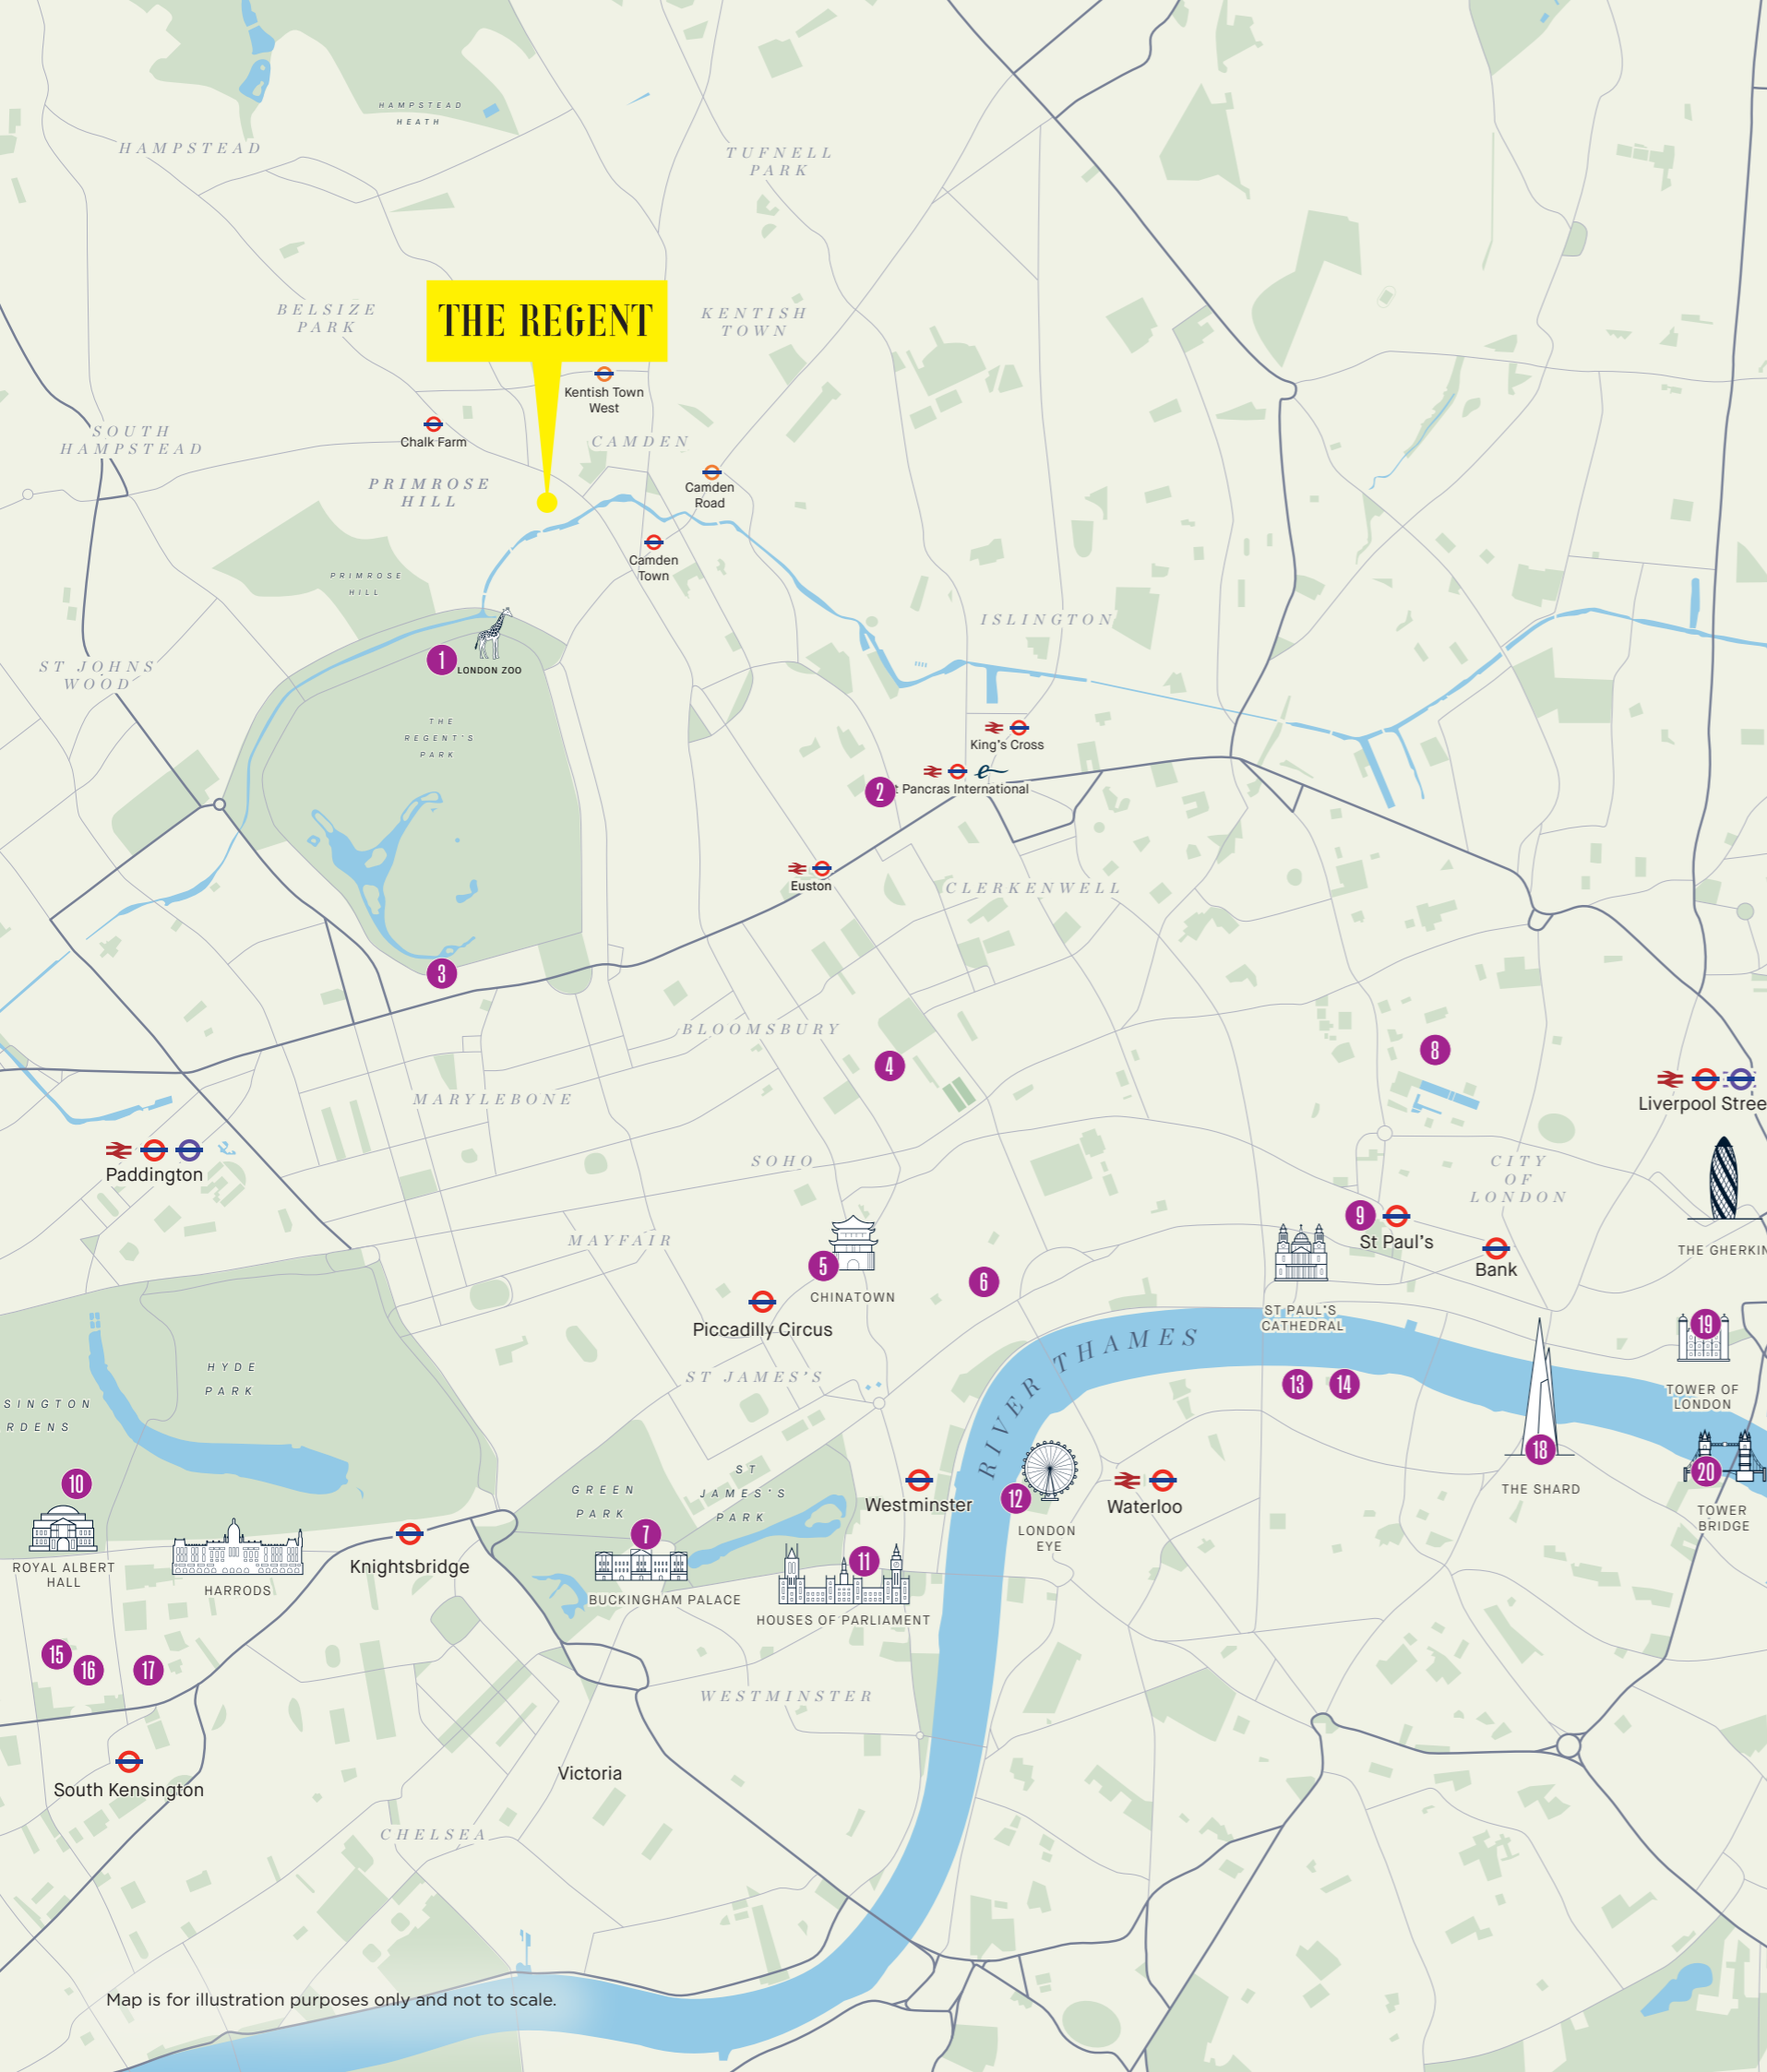 HAMPSTEAD
HEATH
HAMPSTEAD
TUFNELL
PARK
BELSIZE
PARK
THE REGENT
KENTISH
TOWN
Kentish Town
West
Chalk Farm
SOUTH
HAMPSTEAD
CAMDEN
PRIMROSE
HILL
Camden
Road
Camden
Town
PRIMROSE
HILL
ISLINGTON
1
LONDON ZOO
ST JOHNS
WOOD
THE
REGENT'S
PARK
King's Cross
2
t Pancras International
Euston
CLERKENWELL
3
BLOOMSBURY
4
8
MARYLEBONE
Liverpool Stree
Paddington
SOHO
CITY
OF
LONDON
9
St Paul's
MAYFAIR
5
CHINATOWN
6
Bank
THE GHERKIN
Piccadilly Circus
ST PAUL'S
CATHEDRAL
19
RIVER THAMES
HYDE
PARK
ST JAMES'S
13
14
TOWER OF
LONDON
SINGTON
RDENS
18
20
10
GREEN
PARK
ST
JAMES'S
PARK
Westminster
12
Waterloo
THE SHARD
TOWER
BRIDGE
LONDON
EYE
7
11
ROYAL ALBERT
HALL
HARRODS
Knightsbridge
BUCKINGHAM PALACE
HOUSES OF PARLIAMENT
15
16
17
WESTMINSTER
South Kensington
Victoria
CHELSEA
Map is for illustration purposes only and not to scale.